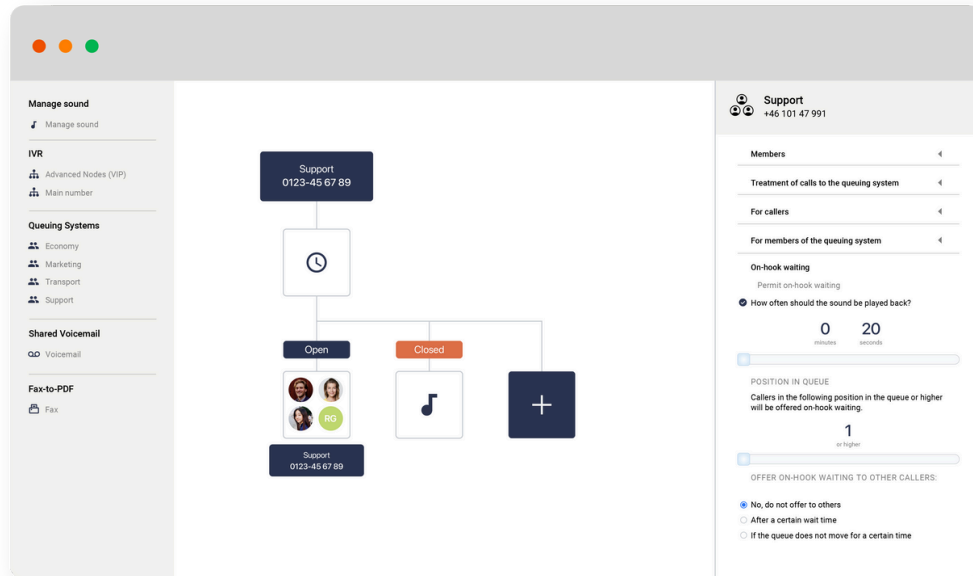 Manage sound
Manage sound
IVR
Advanced Nodes (VIP)
Main number
Queuing Systems
Economy
Marketing
Transport
Support
Shared Voicemail
Voicemail
Fax-to-PDF
Fax
Support
0123-45 67 89
Open
Closed
RG
Support
0123-45 67 89
Support
+46 101 47 991
Members
Treatment of calls to the queuing system
For callers
For members of the queuing system
On-hook waiting
Permit on-hook waiting
How often should the sound be played back?
0 20
minutes seconds
POSITION IN QUEUE
Callers in the following position in the queue or higher
will be offered on-hook waiting.
1
or higher
OFFER ON-HOOK WAITING TO OTHER CALLERS:
No, do not offer to others
After a certain wait time
If the queue does not move for a certain time